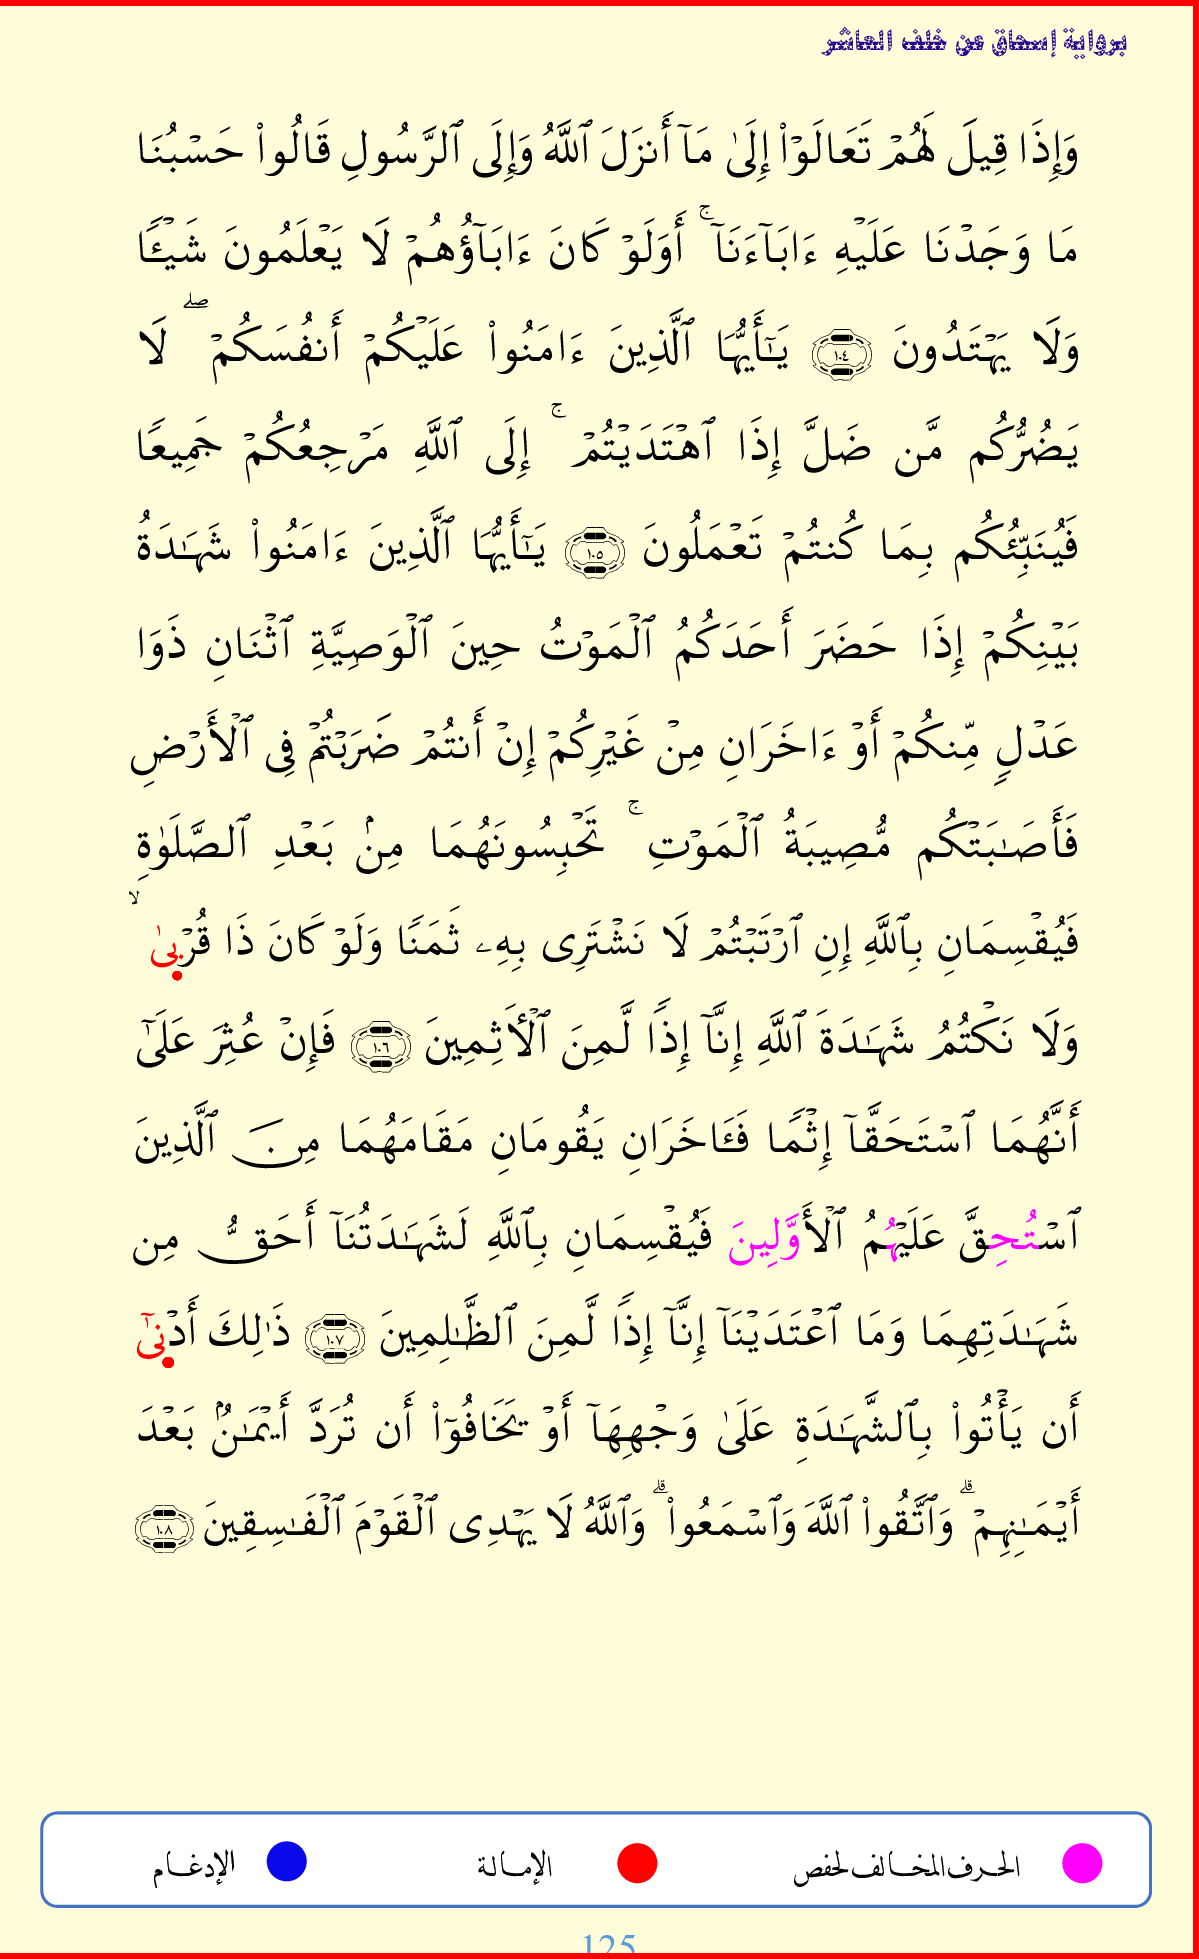 برواية إسحاق عن خلف العاشر
وَإِذَا قِيلَ لَهُمۡ تَعَالَوۡاْ إِلَىٰ مَآ أَنزَلَ ٱللَّهُ وَإِلَى ٱلرَّسُولِ قَالُواْ حَسۡبُنَا
مَا وَجَدۡنَا عَلَيۡهِ ءَابَآءَنَآۚ أَوَلَوۡ كَانَ ءَابَآؤُهُمۡ لَا يَعۡلَمُونَ شَيۡـًٔا
وَلَا يَهۡتَدُونَ ١٠٤ يَـٰٓأَيُّهَا ٱلَّذِينَ ءَامَنُواْ عَلَيۡكُمۡ أَنفُسَكُمۡۖ لَا
يَضُرُّكُم مَّن ضَلَّ إِذَا ٱهۡتَدَيۡتُمۡۚ إِلَى ٱللَّهِ مَرۡجِعُكُمۡ جَمِيعًا
فَيُنَبِّئُكُم بِمَا كُنتُمۡ تَعۡمَلُونَ ١٠٥ يَـٰٓأَيُّهَا ٱلَّذِينَ ءَامَنُواْ شَهَـٰدَةُ
بَيۡنِكُمۡ إِذَا حَضَرَ أَحَدَكُمُ ٱلۡمَوۡتُ حِينَ ٱلۡوَصِيَّةِ ٱثۡنَانِ ذَوَا
عَدۡلٍ مِّنكُمۡ أَوۡ ءَاخَرَانِ مِنۡ غَيۡرِكُمۡ إِنۡ أَنتُمۡ ضَرَبۡتُمۡ فِى ٱلۡأَرۡضِ
فَأَصَـٰبَتۡكُم مُّصِيبَةُ ٱلۡمَوۡتِۚ تَحۡبِسُونَهُمَا مِنۢ بَعۡدِ ٱلصَّلَوٰةِ
فَيُقۡسِمَانِ بِٱللَّهِ إِنِ ٱرۡتَبۡتُمۡ لَا نَشۡتَرِى بِهِۦ ثَمَنًا وَلَوۡ كَانَ ذَا قُرۡبىٰۙ
وَلَا نَكۡتُمُ شَهَـٰدَةَ ٱللَّهِ إِنَّآ إِذًا لَّمِنَ ٱلۡأَثِمِينَ ١٠٦ فَإِنۡ عُثِرَ عَلَىٰٓ
أَنَّهُمَا ٱسۡتَحَقَّآ إِثۡمًا فَـَٔاخَرَانِ يَقُومَانِ مَقَامَهُمَا مِنَ ٱلَّذِينَ
ٱسۡتُحِقَّ عَلَيۡهُمُ ٱلۡأَوَّلِينَ فَيُقۡسِمَانِ بِٱللَّهِ لَشَهَـٰدَتُنَآ أَحَقُّ مِن
شَهَـٰدَتِهِمَا وَمَا ٱعۡتَدَيۡنَآ إِنَّآ إِذًا لَّمِنَ ٱلظَّـٰلِمِينَ ١٠٧ ذَٰلِكَ أَدۡنىٰٓ
أَن يَأۡتُواْ بِٱلشَّهَـٰدَةِ عَلَىٰ وَجۡهِهَآ أَوۡ يَخَافُوٓاْ أَن تُرَدَّ أَيۡمَـٰنُۢ بَعۡدَ
أَيۡمَـٰنِهِمۡۗ وَٱتَّقُواْ ٱللَّهَ وَٱسۡمَعُواْۗ وَٱللَّهُ لَا يَهۡدِى ٱلۡقَوۡمَ ٱلۡفَـٰسِقِينَ ١٠٨
الحرف المخالف لحفص الإمالة الإدغام
125